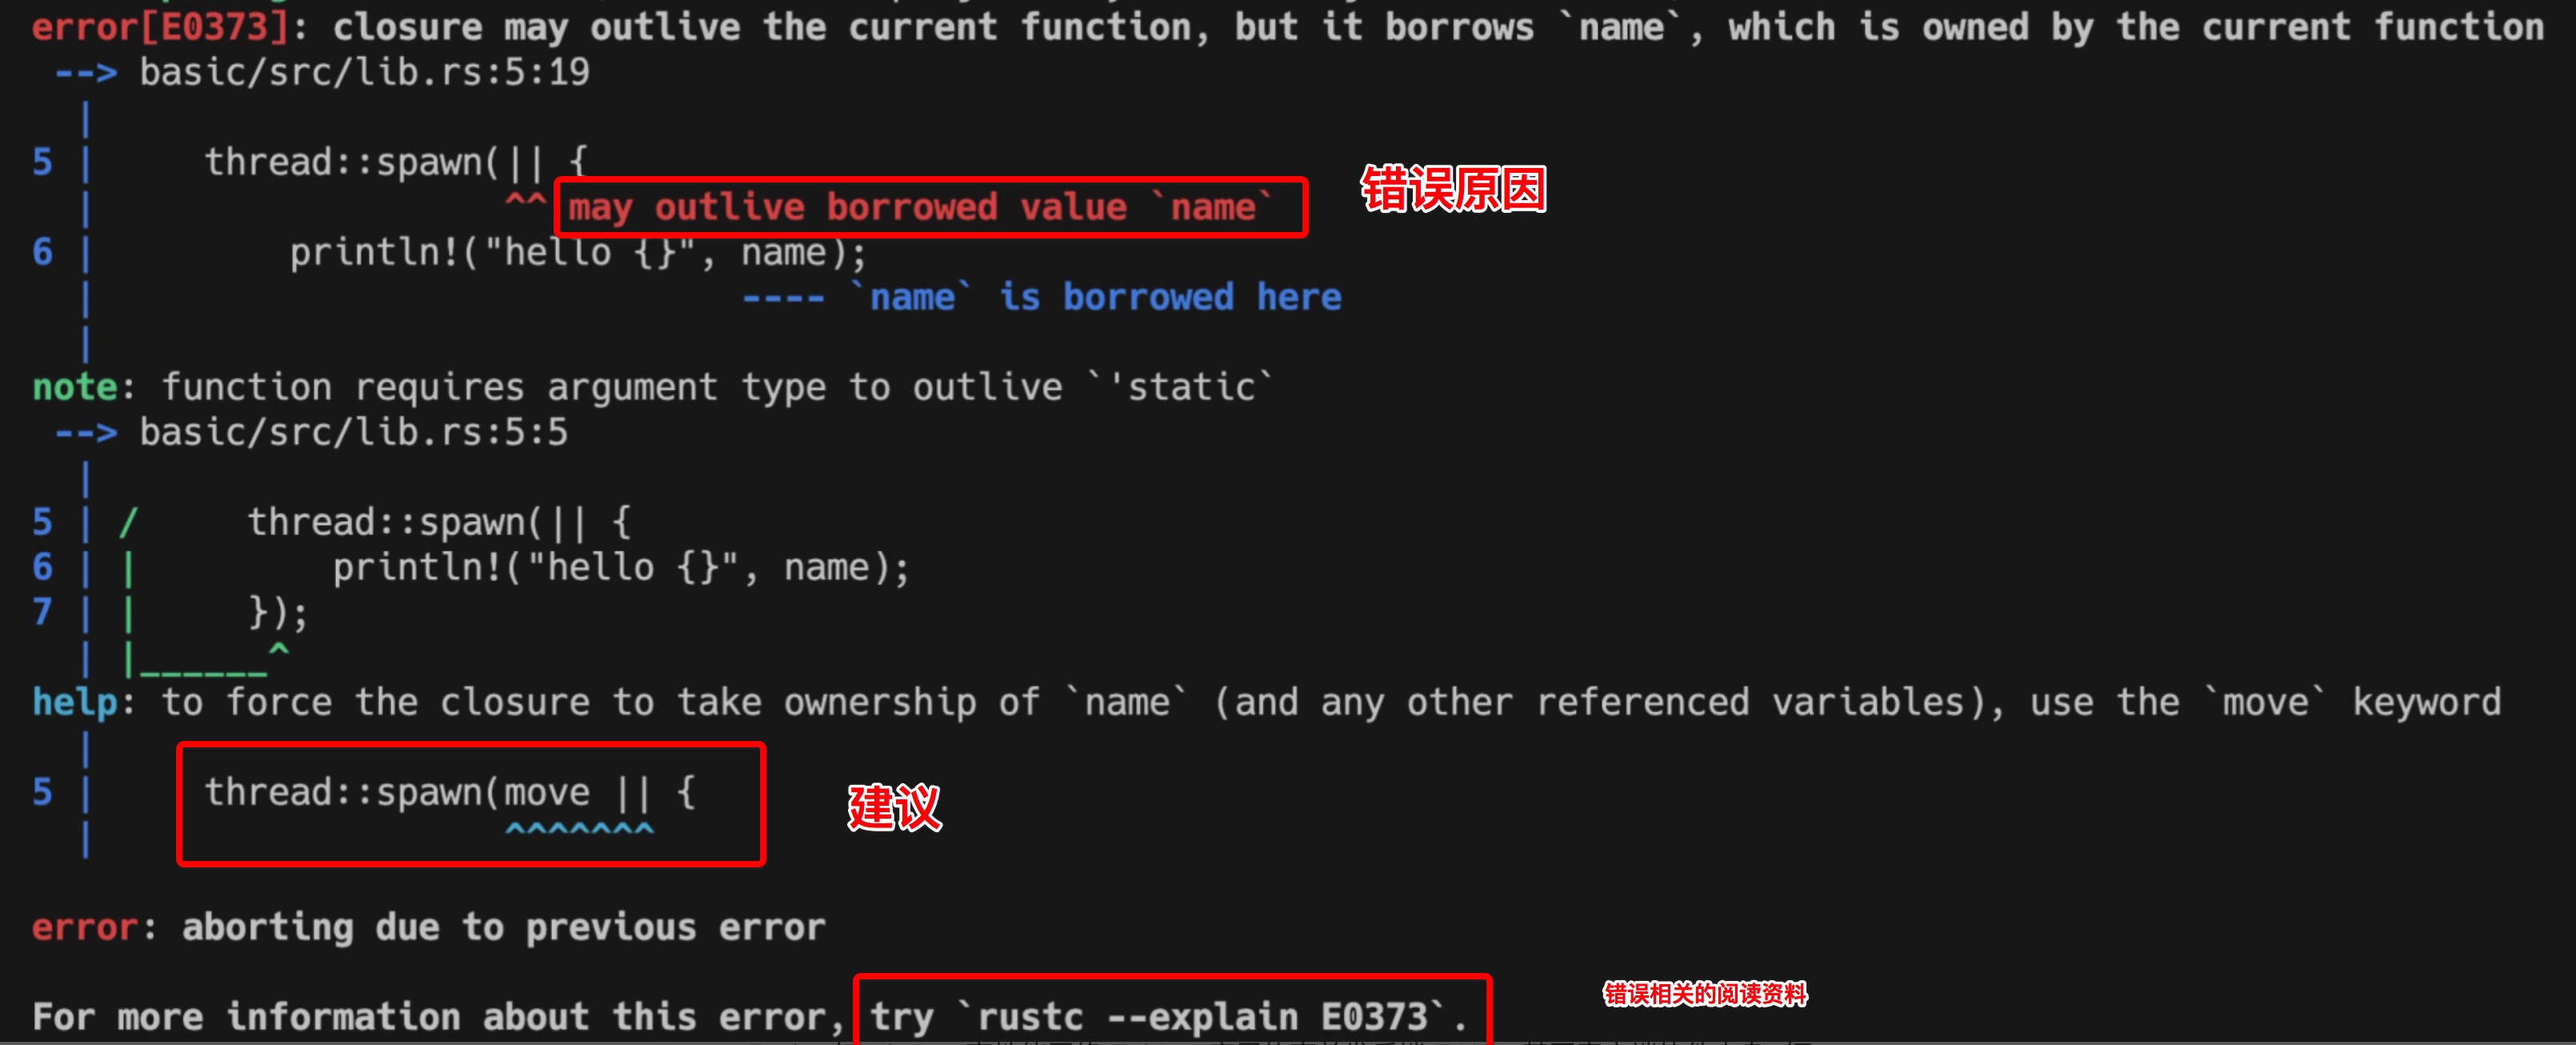 error[E0373]: closure may outlive the current function, but it borrows `name`, which is owned by the current function
--> basic/src/lib.rs:5:19
|
5 | thread::spawn(|| {
| ^^ may outlive borrowed value `name`
错误原因
6 | println!("hello {}", name);
| ---- `name` is borrowed here
|
note: function requires argument type to outlive `'static`
--> basic/src/lib.rs:5:5
|
5 | / thread::spawn(|| {
6 | | println!("hello {}", name);
7 | | });
| |______^
help: to force the closure to take ownership of `name` (and any other referenced variables), use the `move` keyword
|
5 | thread::spawn(move || {
| ^^^^^^^
建议
error: aborting due to previous error
错误相关的阅读资料
For more information about this error, try `rustc --explain E0373`.